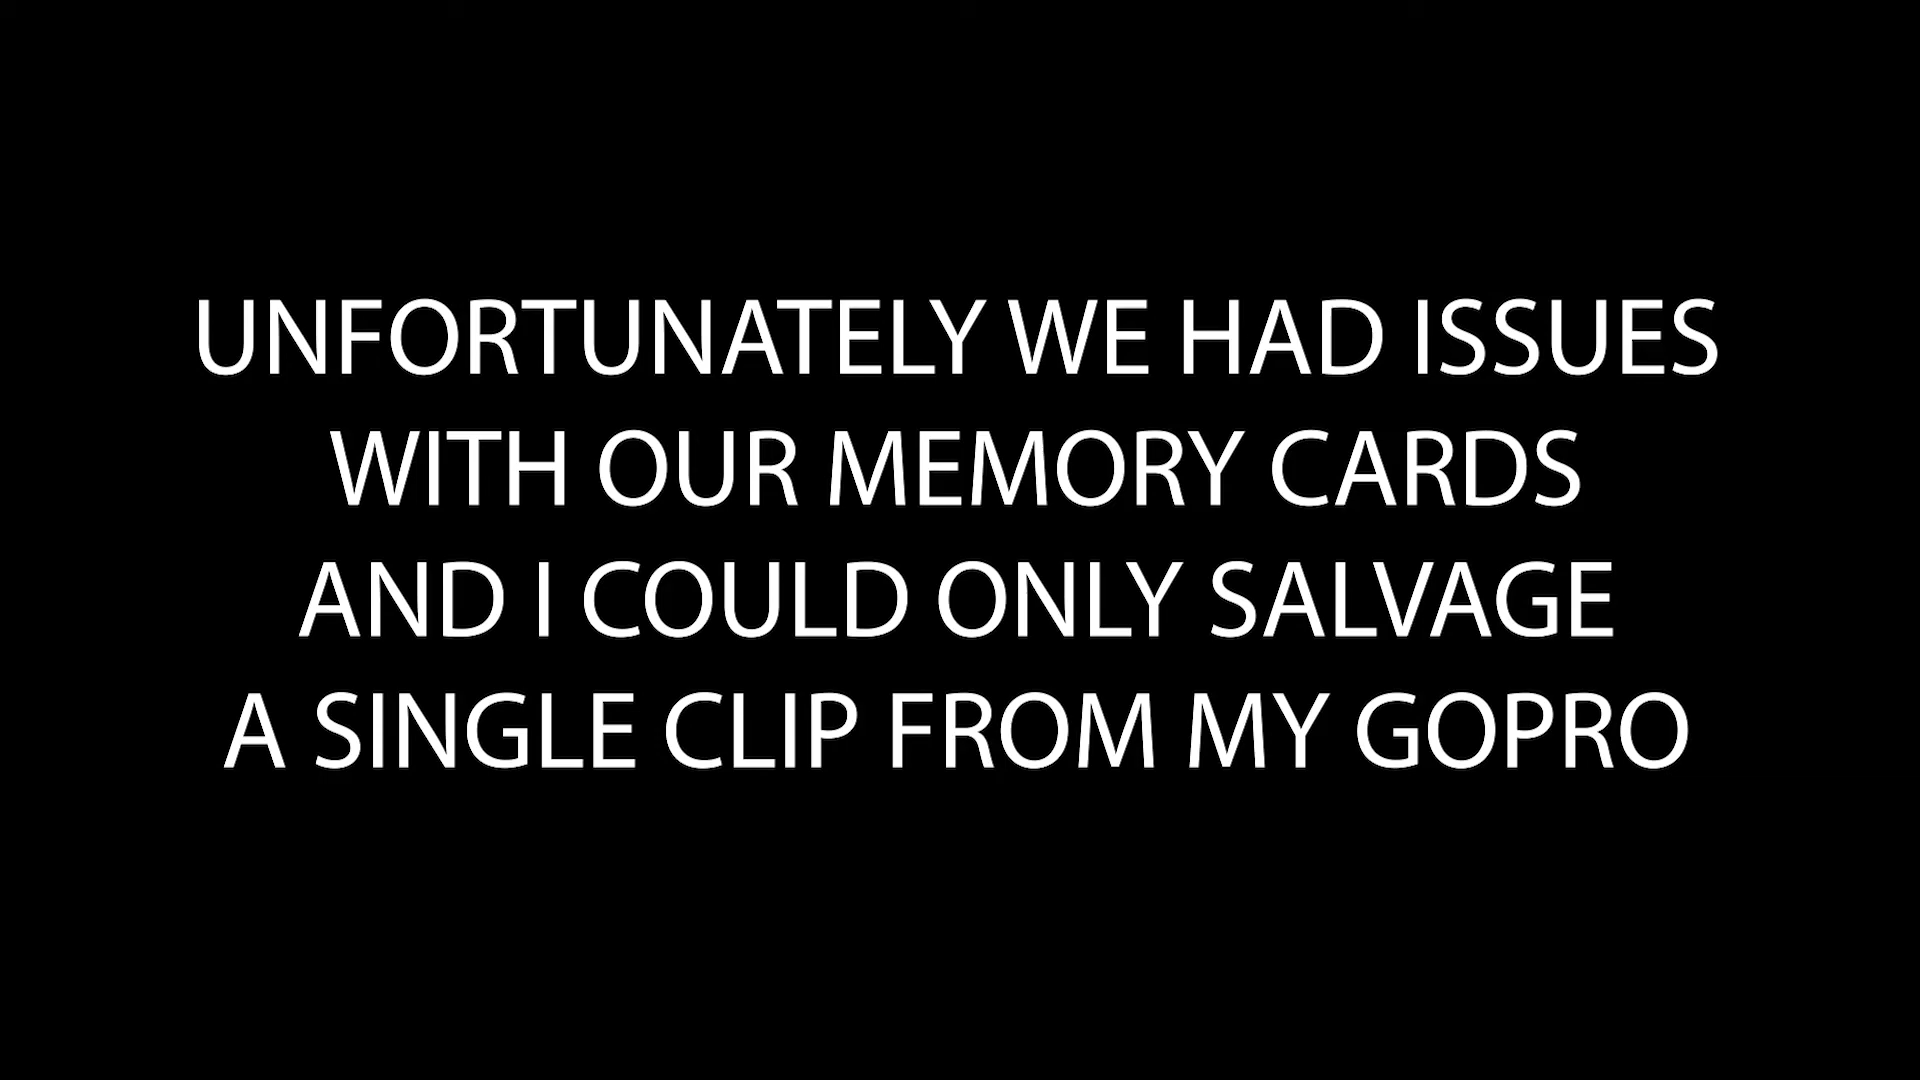 UNFORTUNATELY WE HAD ISSUES
WITH OUR MEMORY CARDS
AND I COULD ONLY SALVAGE
A SINGLE CLIP FROM MY GOPRO